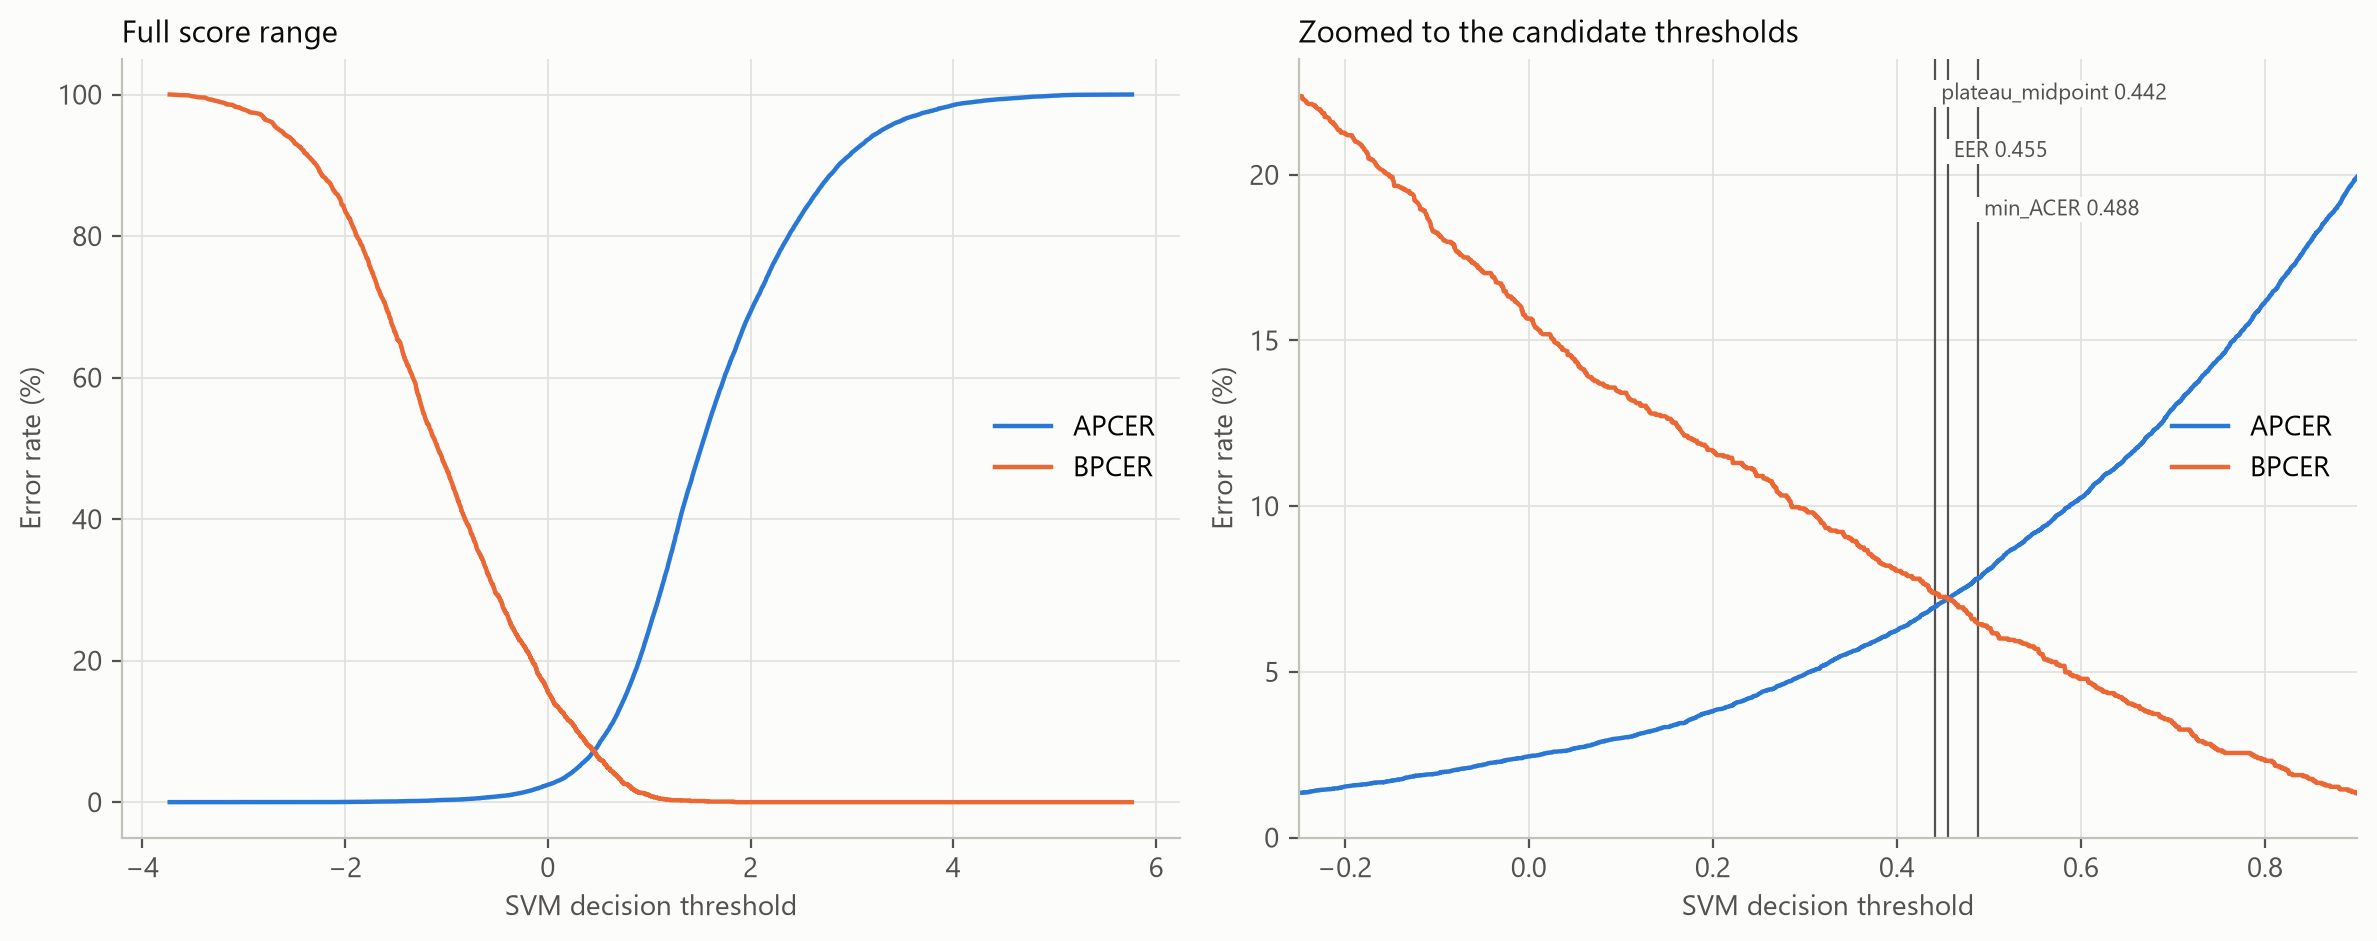 Full score range
100
80
60
40
20
0
Error rate (%)
APCER
BPCER
−4
−2
0
2
4
6
SVM decision threshold
Zoomed to the candidate thresholds
plateau_midpoint 0.442
EER 0.455
min_ACER 0.488
20
15
10
5
0
Error rate (%)
APCER
BPCER
−0.2
0.0
0.2
0.4
0.6
0.8
SVM decision threshold